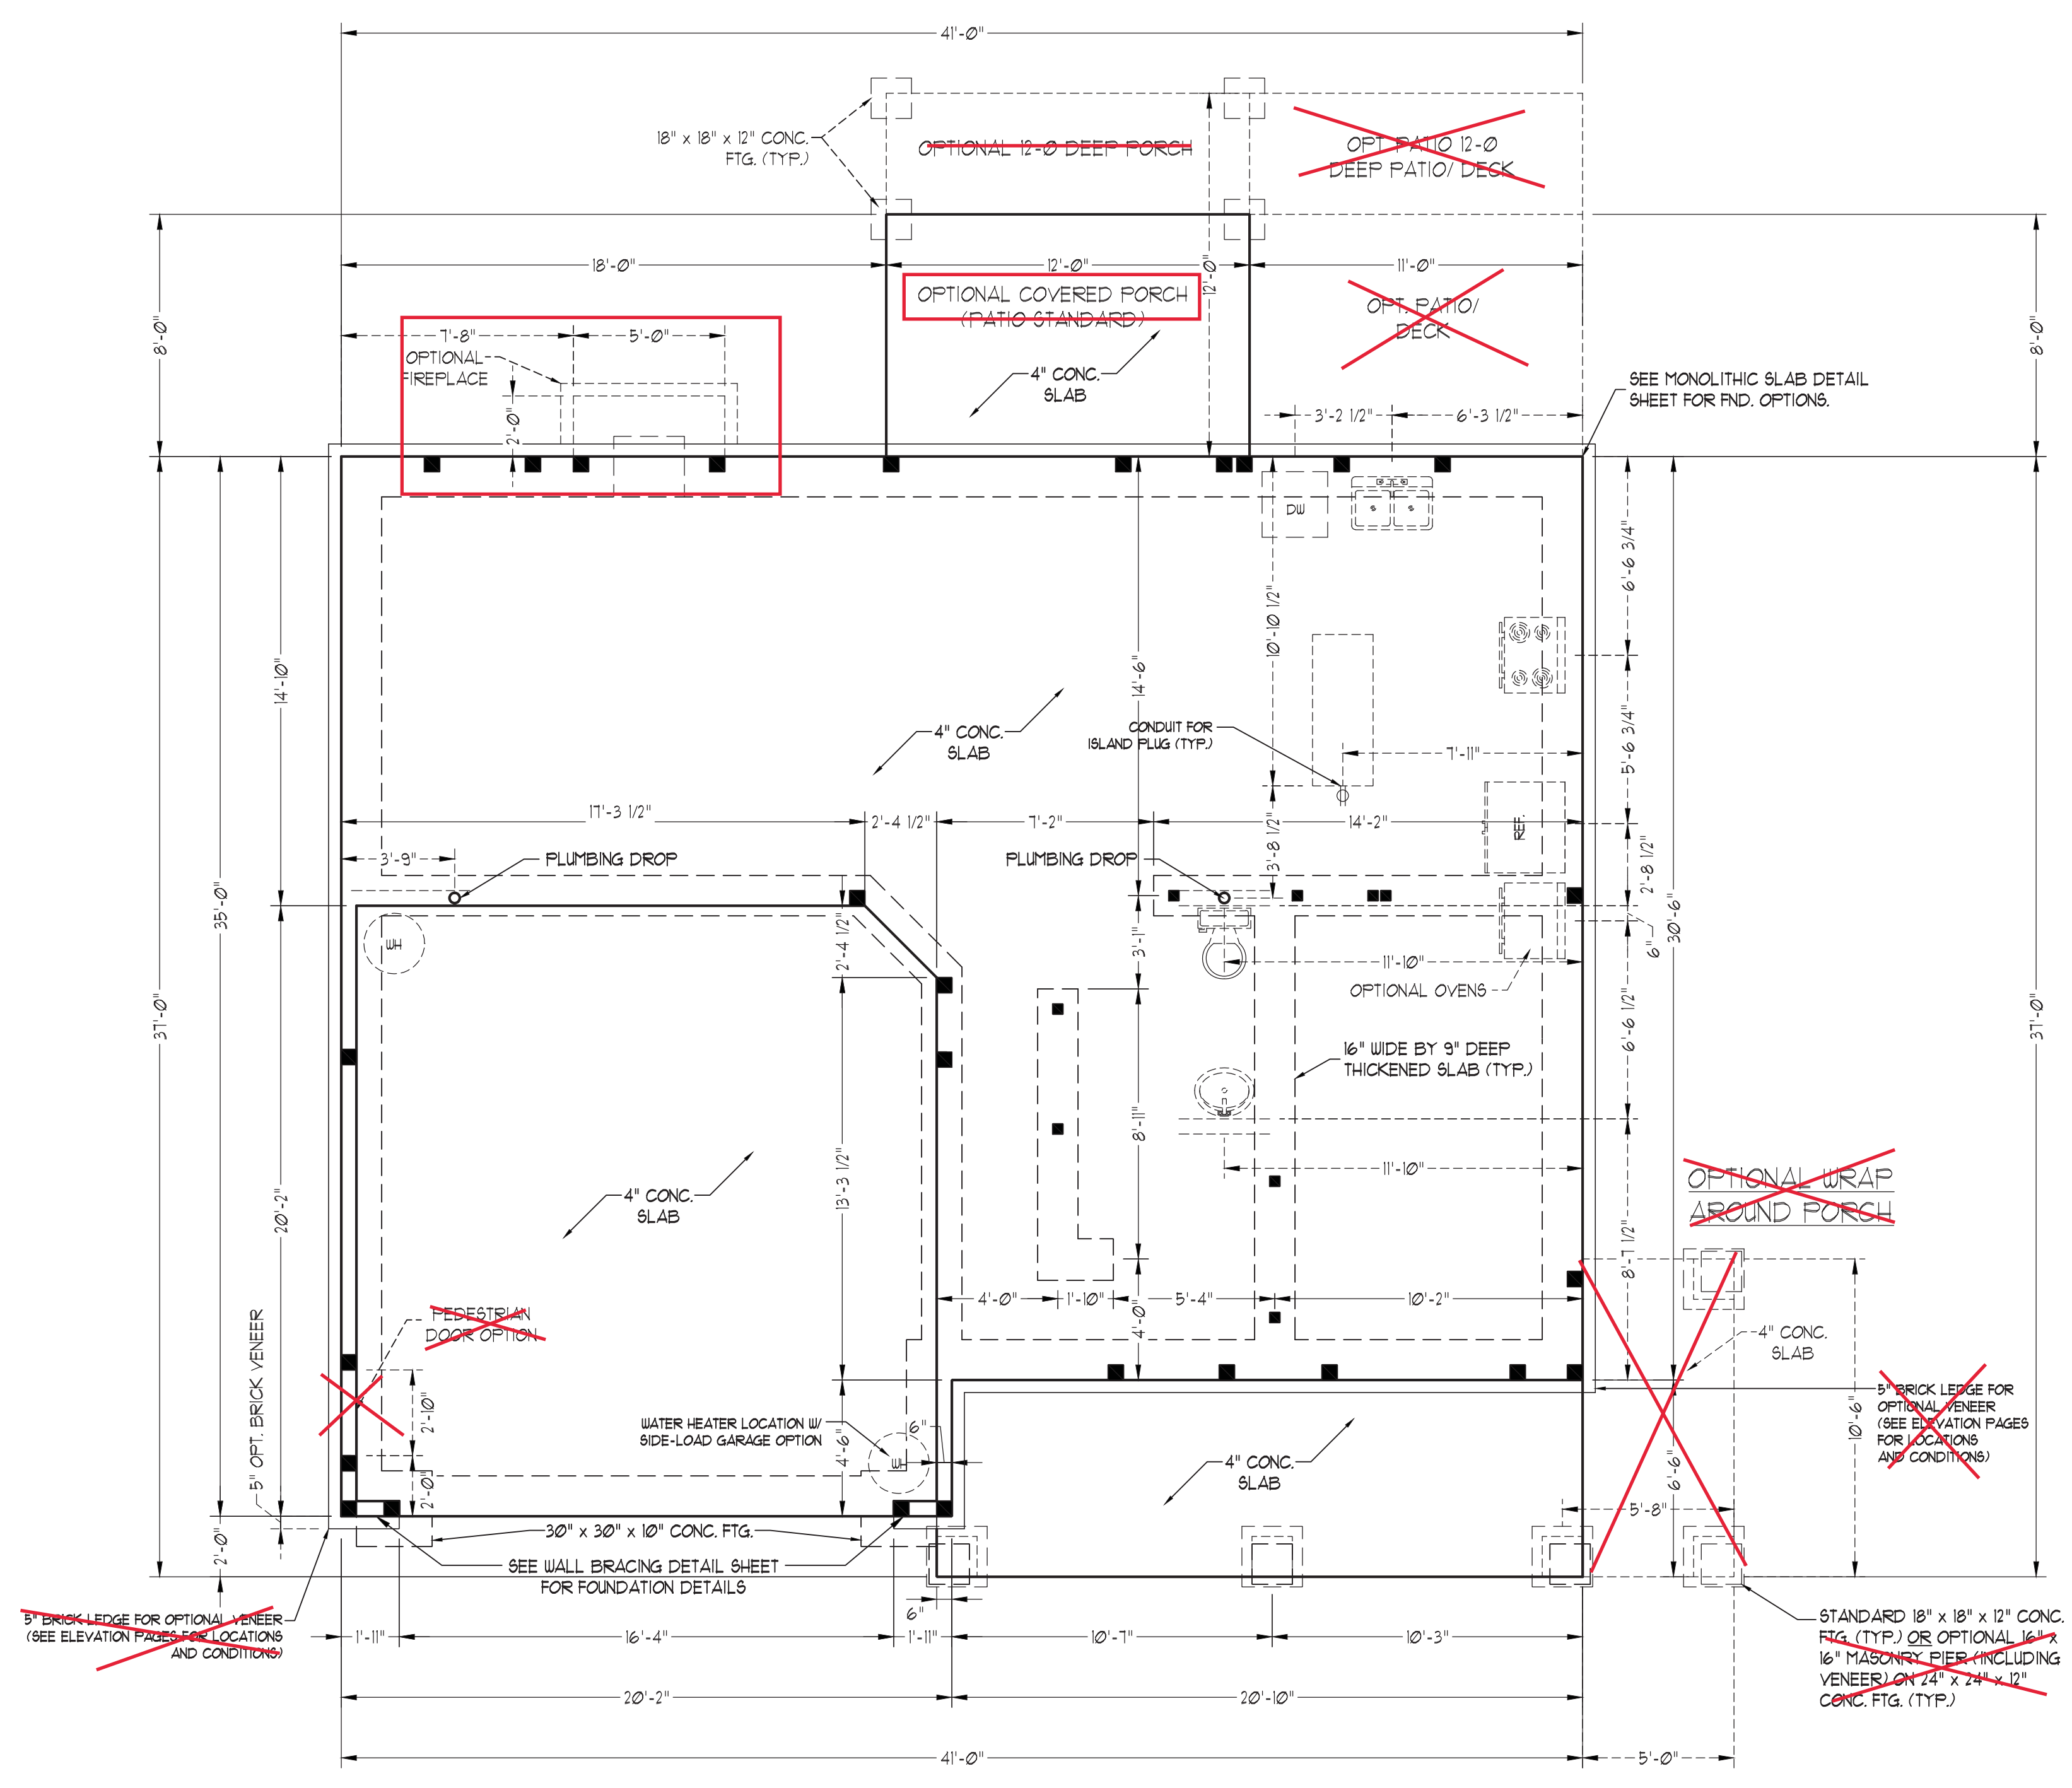 41'-0"
18" x 18" x 12" CONC.
FTG. (TYP.)
OPTIONAL 12-0 DEEP PORCH
OPT PATIO 12-0
DEEP PATIO/ DECK
18'-0"
12'-0"
11'-0"
12'-0"
8'-0"
8'-0"
OPTIONAL COVERED PORCH
(PATIO STANDARD)
OPT. PATIO/
DECK
7'-8"
5'-0"
OPTIONAL
FIREPLACE
2'-0"
4" CONC.
SLAB
SEE MONOLITHIC SLAB DETAIL
SHEET FOR FND. OPTIONS.
3'-2 1/2"
6'-3 1/2"
DW
6'-6 3/4"
10'-10 1/2"
14'-10"
14'-6"
4" CONC.
SLAB
CONDUIT FOR
ISLAND PLUG (TYP.)
7'-11"
5'-6 3/4"
17'-3 1/2"
2'-4 1/2"
7'-2"
14'-2"
REF.
3'-9"
PLUMBING DROP
PLUMBING DROP
3'-8 1/2"
2'-8 1/2"
35'-0"
30'-6"
WH
2'-4 1/2"
3'-1"
6"
11'-10"
OPTIONAL OVENS
37'-0"
37'-0"
6'-6 1/2"
16" WIDE BY 9" DEEP
THICKENED SLAB (TYP.)
8'-11"
13'-3 1/2"
20'-2"
4" CONC.
SLAB
11'-10"
OPTIONAL WRAP
AROUND PORCH
8'-7 1/2"
4'-0"
1'-10"
5'-4"
10'-2"
4'-0"
PEDESTRIAN
DOOR OPTION
5" OPT. BRICK VENEER
4" CONC.
SLAB
5" BRICK LEDGE FOR
OPTIONAL VENEER
(SEE ELEVATION PAGES
FOR LOCATIONS
AND CONDITIONS)
2'-10"
WATER HEATER LOCATION W/
SIDE-LOAD GARAGE OPTION
6"
4'-6"
WH
4" CONC.
SLAB
6'-6"
10'-6"
2'-0"
5'-8"
30" x 30" x 10" CONC. FTG.
2'-0"
SEE WALL BRACING DETAIL SHEET
FOR FOUNDATION DETAILS
6"
5" BRICK LEDGE FOR OPTIONAL VENEER
(SEE ELEVATION PAGES FOR LOCATIONS
AND CONDITIONS)
1'-11"
16'-4"
1'-11"
10'-7"
10'-3"
STANDARD 18" x 18" x 12" CONC.
FTG. (TYP.) OR OPTIONAL 16" x
16" MASONRY PIER (INCLUDING
VENEER) ON 24" x 24" x 12"
CONC. FTG. (TYP.)
20'-2"
20'-10"
41'-0"
5'-0"